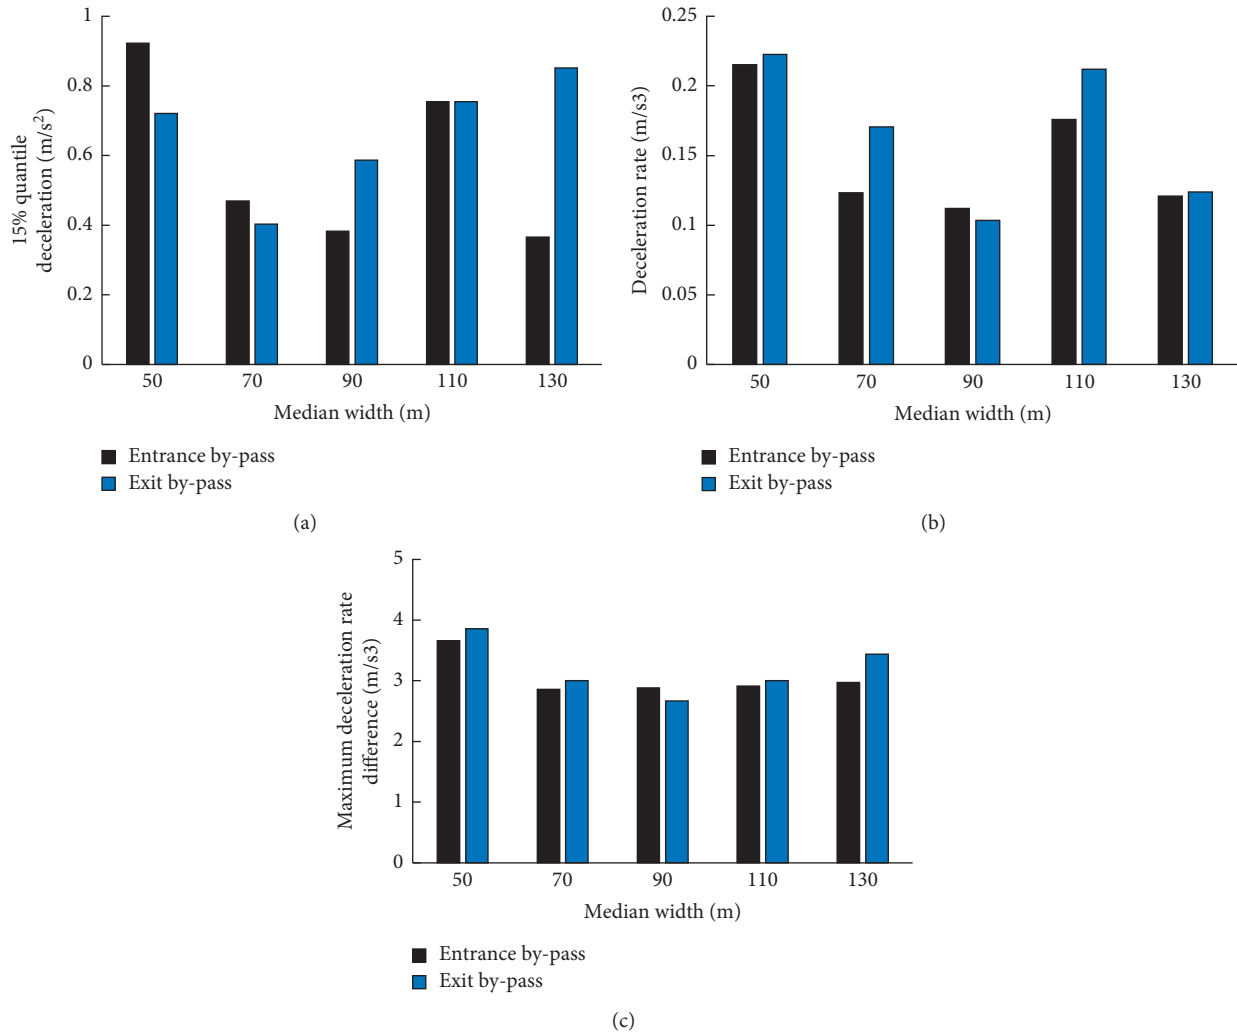 1
0.8
0.6
0.4
0.2
0
15% quantile
deceleration (m/s²)
50 70 90 110 130
Median width (m)
Entrance by-pass
Exit by-pass
(a)
0.25
0.2
0.15
0.1
0.05
0
Deceleration rate (m/s3)
50 70 90 110 130
Median width (m)
Entrance by-pass
Exit by-pass
(b)
5
4
3
2
1
0
Maximum deceleration rate
difference (m/s3)
50 70 90 110 130
Median width (m)
Entrance by-pass
Exit by-pass
(c)